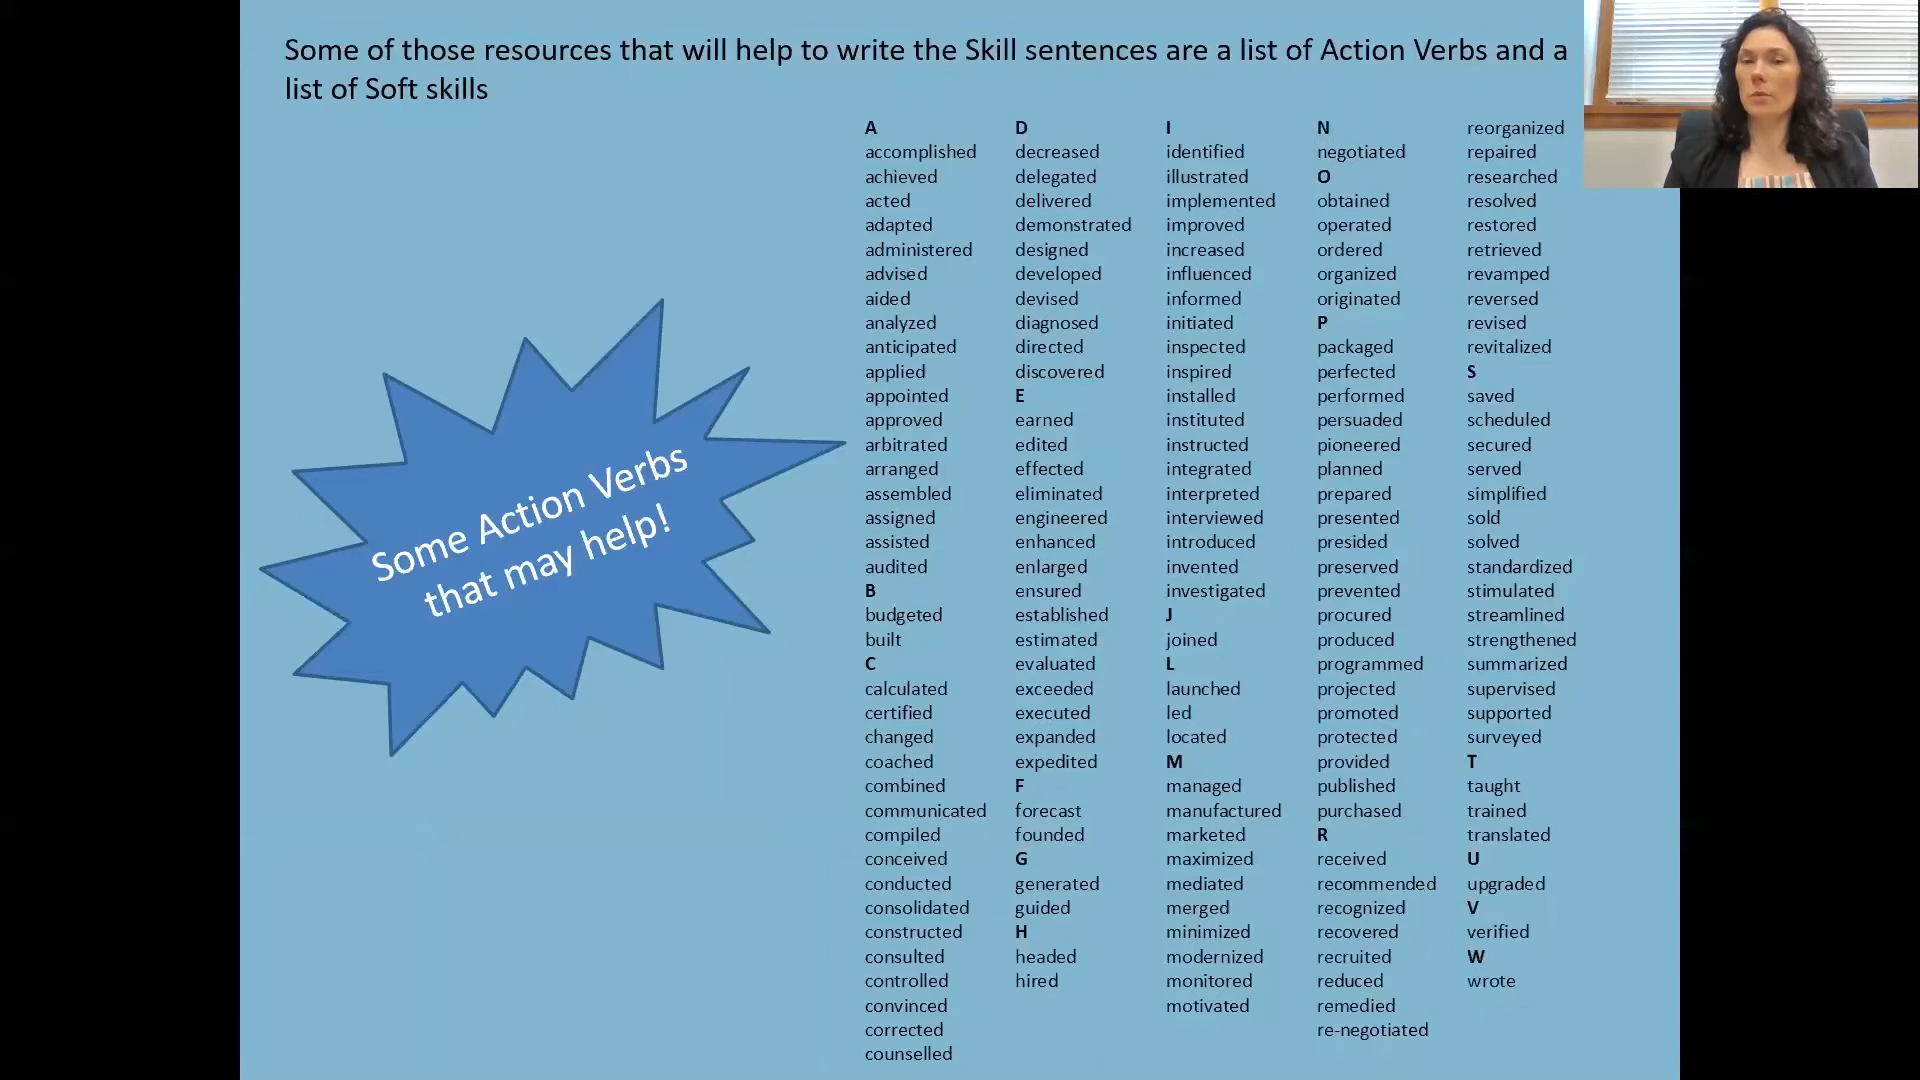 Some of those resources that will help to write the Skill sentences are a list of Action Verbs and a
list of Soft skills
Some Action Verbs
that may help!
A
accomplished
achieved
acted
adapted
administered
advised
aided
analyzed
anticipated
applied
appointed
approved
arbitrated
arranged
assembled
assigned
assisted
audited
B
budgeted
built
C
calculated
certified
changed
coached
combined
communicated
compiled
conceived
conducted
consolidated
constructed
consulted
controlled
convinced
corrected
counselled
D
decreased
delegated
delivered
demonstrated
designed
developed
devised
diagnosed
directed
discovered
E
earned
edited
effected
eliminated
engineered
enhanced
enlarged
ensured
established
estimated
evaluated
exceeded
executed
expanded
expedited
F
forecast
founded
G
generated
guided
H
headed
hired
I
identified
illustrated
implemented
improved
increased
influenced
informed
initiated
inspected
inspired
installed
instituted
instructed
integrated
interpreted
interviewed
introduced
invented
investigated
J
joined
L
launched
led
located
M
managed
manufactured
marketed
maximized
mediated
merged
minimized
modernized
monitored
motivated
N
negotiated
O
obtained
operated
ordered
organized
originated
P
packaged
perfected
performed
persuaded
pioneered
planned
prepared
presented
presided
preserved
prevented
procured
produced
programmed
projected
promoted
protected
provided
published
purchased
R
received
recommended
recognized
recovered
recruited
reduced
remedied
re-negotiated
reorganized
repaired
researched
resolved
restored
retrieved
revamped
reversed
revised
revitalized
S
saved
scheduled
secured
served
simplified
sold
solved
standardized
stimulated
streamlined
strengthened
summarized
supervised
supported
surveyed
T
taught
trained
translated
U
upgraded
V
verified
W
wrote